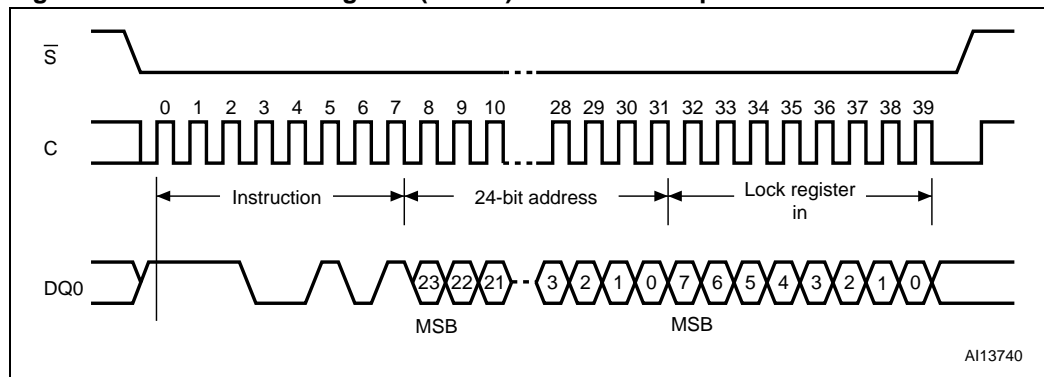 S
0 1 2 3 4 5 6 7 8 9 10 28 29 30 31 32 33 34 35 36 37 38 39
C
Instruction 24-bit address Lock register
in
DQ0 23 22 21 3 2 1 0 7 6 5 4 3 2 1 0
MSB MSB
AI13740